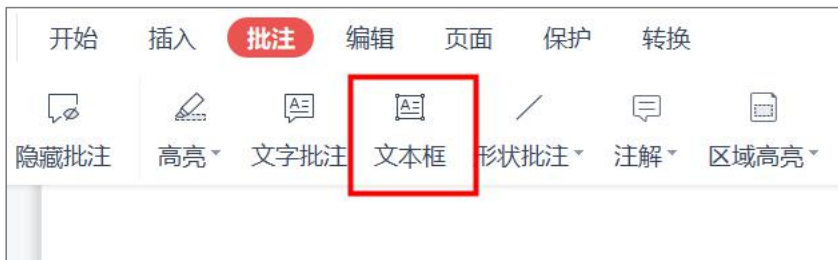 开始 插入 批注 编辑 页面 保护 转换
隐藏批注 高亮 文字批注 文本框 形状批注 注解 区域高亮